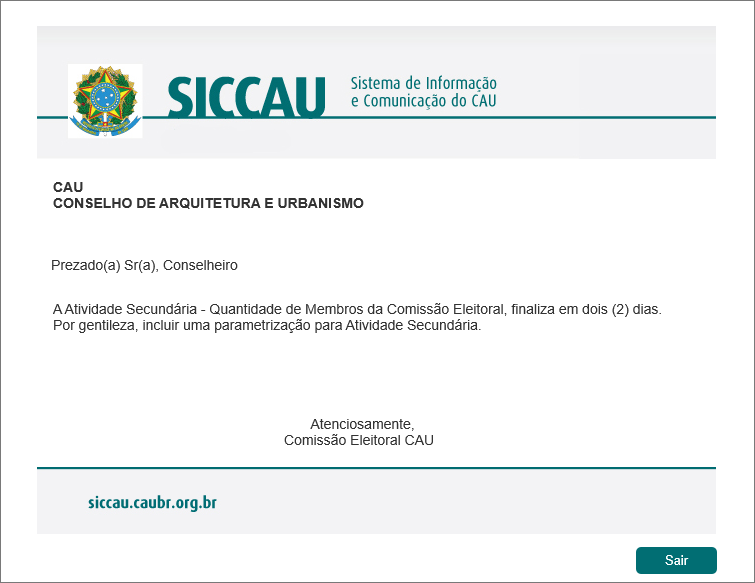 SICCAU
Sistema de Informação
e Comunicação do CAU
CAU
CONSELHO DE ARQUITETURA E URBANISMO
Prezado(a) Sr(a), Conselheiro
A Atividade Secundária - Quantidade de Membros da Comissão Eleitoral, finaliza em dois (2) dias.
Por gentileza, incluir uma parametrização para Atividade Secundária.
Atenciosamente,
Comissão Eleitoral CAU
siccau.caubr.org.br
Sair